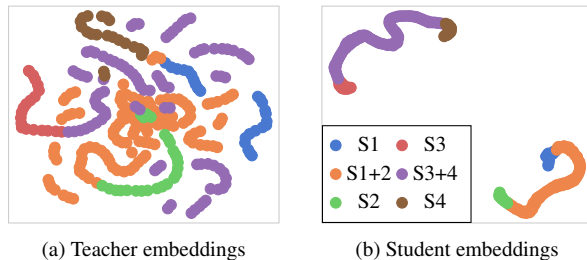 S1 S3
S1+2 S3+4
S2 S4
(a) Teacher embeddings
(b) Student embeddings